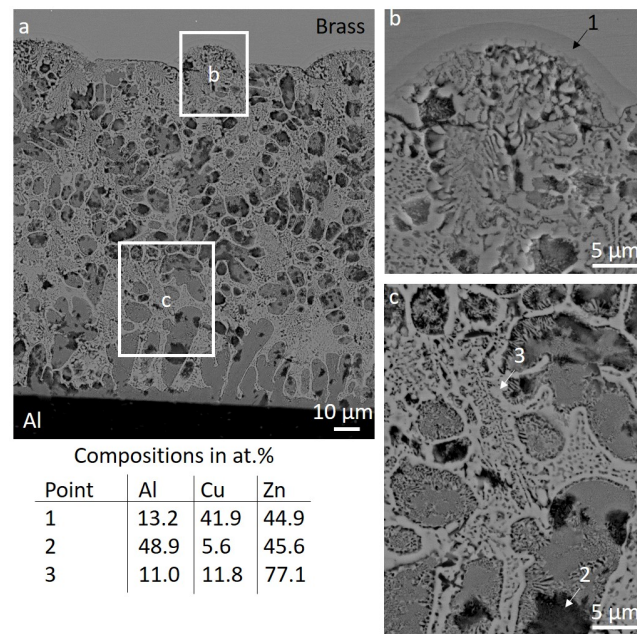 a
Brass
b
c
Al
10 µm
b
1
5 µm
c
3
2
5 µm
Compositions in at.%
Point Al Cu Zn
1 13.2 41.9 44.9
2 48.9 5.6 45.6
3 11.0 11.8 77.1